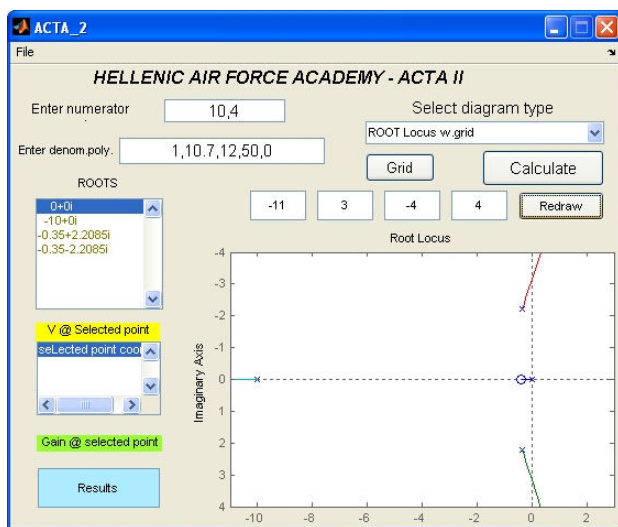 ACTA_2
File
HELLENIC AIR FORCE ACADEMY - ACTA II
Enter numerator
10,4
Select diagram type
ROOT Locus w.grid
Enter denom.poly.
1,10.7,12,50,0
Grid
Calculate
ROOTS
0+0i
-10+0i
-0.35+2.2085i
-0.35-2.2085i
-11
3
-4
4
Redraw
V @ Selected point
seLected point coo
Gain @ selected point
Results
Root Locus
Imaginary Axis
-4
-3
-2
-1
0
1
2
3
4
-10
-8
-6
-4
-2
0
2